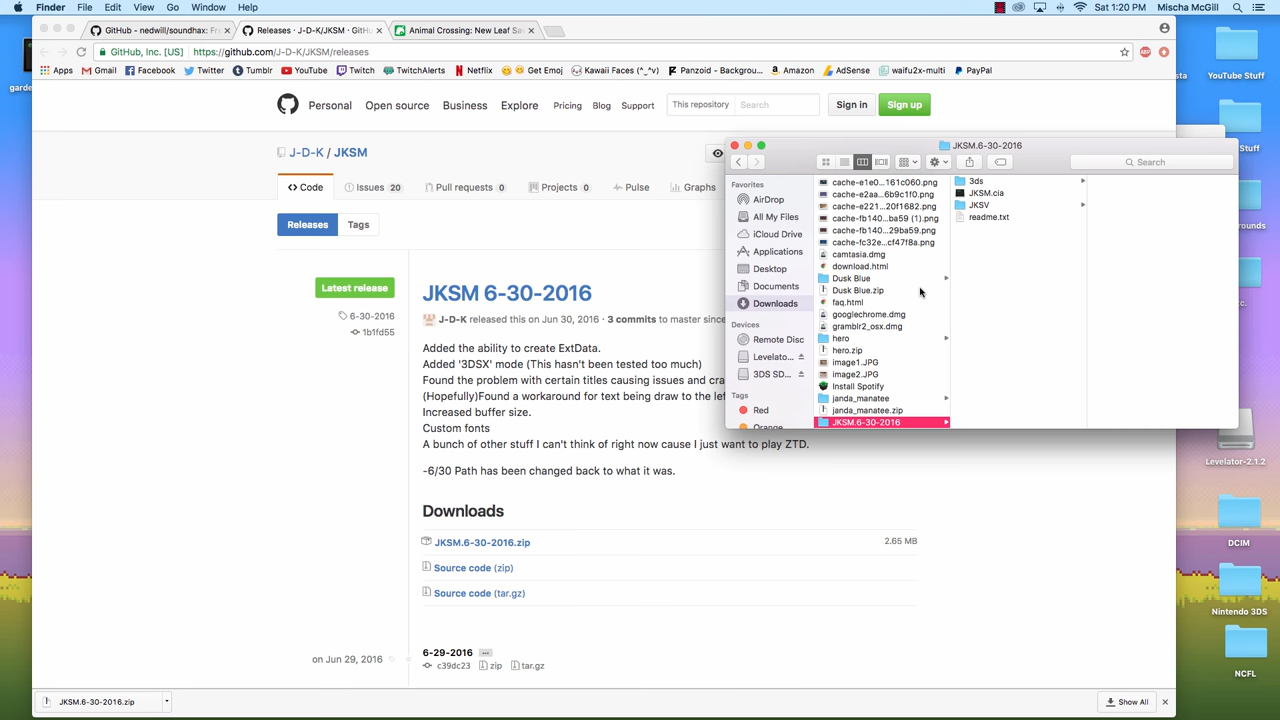 Finder File Edit View Go Window Help
Sat 1:20 PM Mischa McGill
GitHub - nedwill/soundhax: Fr
Releases · J-D-K/JKSM · GitH
Animal Crossing: New Leaf Sa
GitHub, Inc. [US] https://github.com/J-D-K/JKSM/releases
Apps Gmail Facebook Twitter Tumblr YouTube Twitch TwitchAlerts Netflix Get Emoj Kawaii Faces (^_^v) Panzoid - Backgrou... Amazon AdSense waifu2x-multi PayPal
Personal Open source Business Explore Pricing Blog Support This repository Search Sign in Sign up
J-D-K / JKSM
Code Issues 20 Pull requests 0 Projects 0 Pulse Graphs
Releases Tags
Latest release
6-30-2016
1b1fd55
JKSM 6-30-2016
J-D-K released this on Jun 30, 2016 · 3 commits to master since
Added the ability to create ExtData.
Added '3DSX' mode (This hasn't been tested too much)
Found the problem with certain titles causing issues and cra
(Hopefully)Found a workaround for text being draw to the lef
Increased buffer size.
Custom fonts
A bunch of other stuff I can't think of right now cause I just want to play ZTD.
-6/30 Path has been changed back to what it was.
Downloads
JKSM.6-30-2016.zip 2.65 MB
Source code (zip)
Source code (tar.gz)
on Jun 29, 2016
6-29-2016 ...
c39dc23 zip tar.gz
JKSM.6-30-2016.zip
Show All
JKSM.6-30-2016
Search
Favorites
AirDrop
All My Files
iCloud Drive
Applications
Desktop
Documents
Downloads
Devices
Remote Disc
Levelato...
3DS SD...
Tags
Red
Orange
cache-e1e0...161c060.png
cache-e2aa...6b9c1f0.png
cache-e221...20f1682.png
cache-fb140...ba59 (1).png
cache-fb140...29ba59.png
cache-fc32e...cf47f8a.png
camtasia.dmg
download.html
Dusk Blue
Dusk Blue.zip
faq.html
googlechrome.dmg
gramblr2_osx.dmg
hero
hero.zip
image1.JPG
image2.JPG
Install Spotify
janda_manatee
janda_manatee.zip
JKSM.6-30-2016
3ds
JKSM.cia
JKSV
readme.txt
garde
YouTube Stuff
Stuff
rounds
c.
Levelator-2.1.2
DCIM
Nintendo 3DS
NCFL